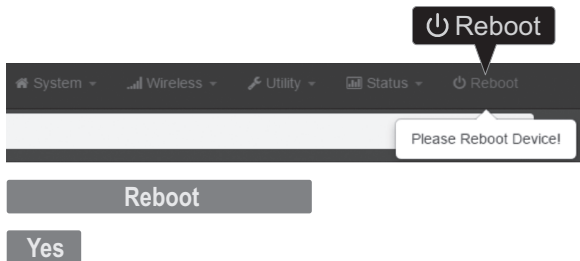 Reboot
System Wireless Utility Status Reboot
Please Reboot Device!
Reboot
Yes